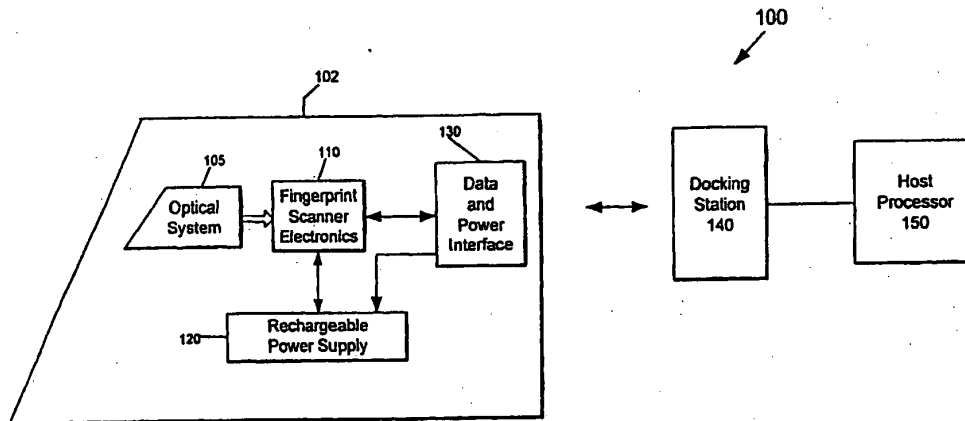 100
102
130
105
110
Optical
System
Fingerprint
Scanner
Electronics
Data
and
Power
Interface
Docking
Station
140
Host
Processor
150
120
Rechargeable
Power Supply